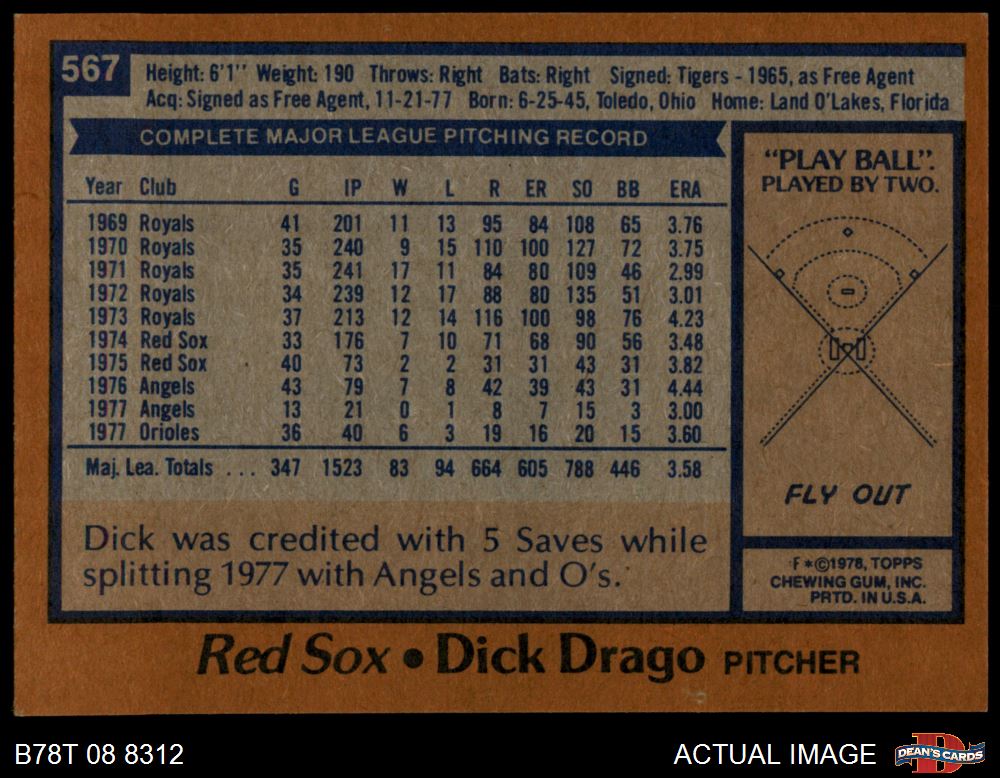 567
Height: 6'1" Weight: 190 Throws: Right Bats: Right Signed: Tigers - 1965, as Free Agent
Acq: Signed as Free Agent, 11-21-77 Born: 6-25-45, Toledo, Ohio Home: Land O'Lakes, Florida
COMPLETE MAJOR LEAGUE PITCHING RECORD
Year Club G IP W L R ER SO BB ERA
1969 Royals 41 201 11 13 95 84 108 65 3.76
1970 Royals 35 240 9 15 110 100 127 72 3.75
1971 Royals 35 241 17 11 84 80 109 46 2.99
1972 Royals 34 239 12 17 88 80 135 51 3.01
1973 Royals 37 213 12 14 116 100 98 76 4.23
1974 Red Sox 33 176 7 10 71 68 90 56 3.48
1975 Red Sox 40 73 2 2 31 31 43 31 3.82
1976 Angels 43 79 7 8 42 39 43 31 4.44
1977 Angels 13 21 0 1 8 7 15 3 3.00
1977 Orioles 36 40 6 3 19 16 20 15 3.60
Maj. Lea. Totals ... 347 1523 83 94 664 605 788 446 3.58
Dick was credited with 5 Saves while
splitting 1977 with Angels and O's.
"PLAY BALL".
PLAYED BY TWO.
FLY OUT
F*©1978, TOPPS
CHEWING GUM, INC.
PRTD. IN U.S.A.
Red Sox • Dick Drago PITCHER
B78T 08 8312
ACTUAL IMAGE
DEAN'S CARDS